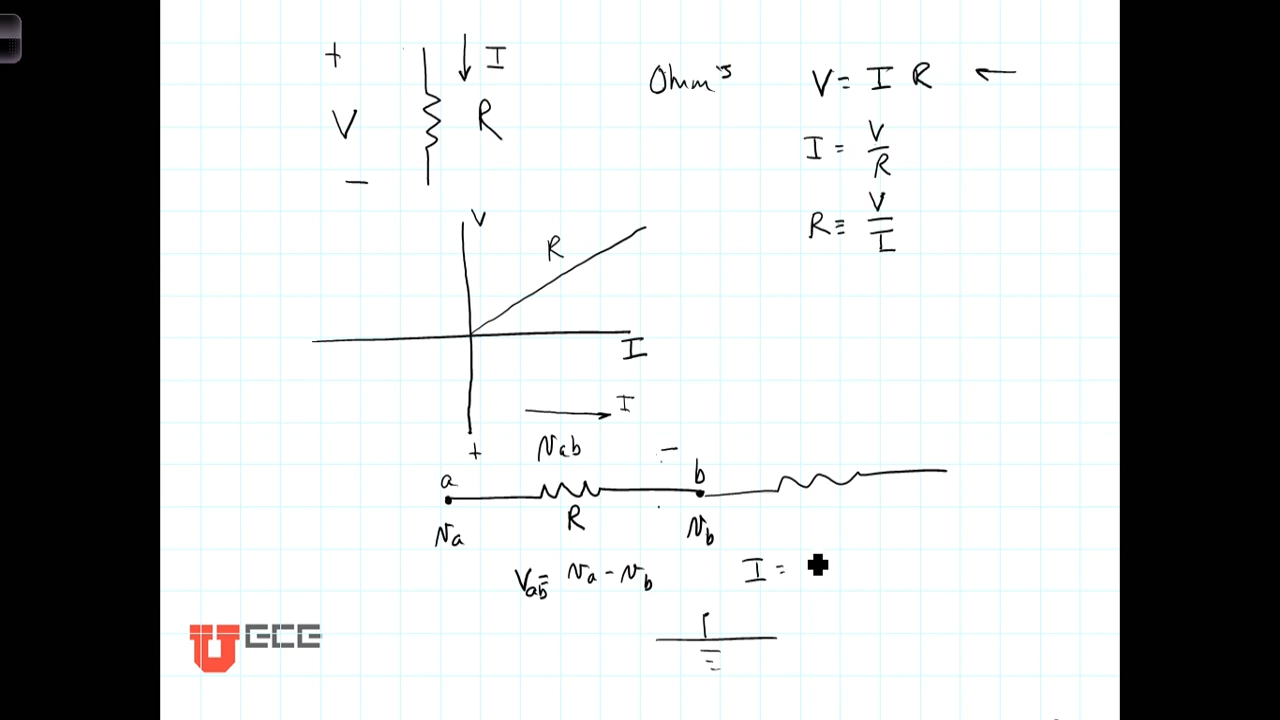 + I
V R
−
Ohm's V = I R ←
I = V/R
R ≡ V/I
V
R
I
I
+ Vab −
a b
R
Va Vb
Vab = Va - Vb I =
U ECE